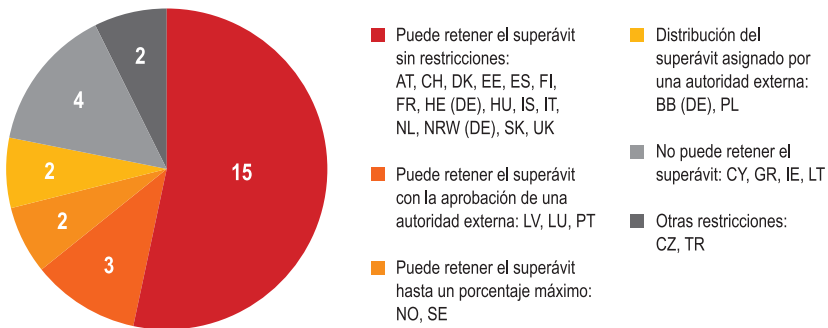 2
4
2
2
3
15
Puede retener el superávit
sin restricciones:
AT, CH, DK, EE, ES, FI,
FR, HE (DE), HU, IS, IT,
NL, NRW (DE), SK, UK
Puede retener el superávit
con la aprobación de una
autoridad externa: LV, LU, PT
Puede retener el superávit
hasta un porcentaje máximo:
NO, SE
Distribución del
superávit asignado por
una autoridad externa:
BB (DE), PL
No puede retener el
superávit: CY, GR, IE, LT
Otras restricciones:
CZ, TR